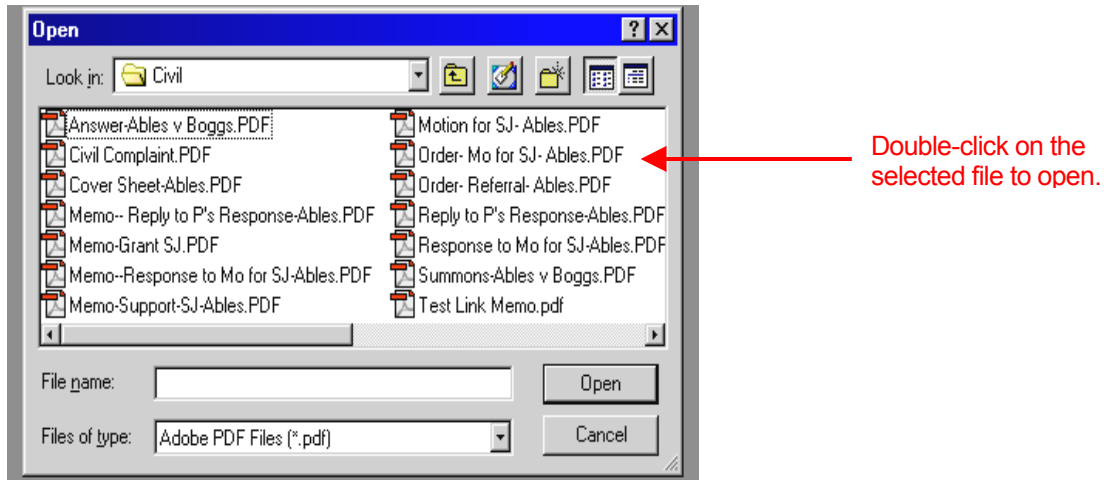 Open
Look in: Civil
Answer-Ables v Boggs.PDF
Civil Complaint.PDF
Cover Sheet-Ables.PDF
Memo-- Reply to P's Response-Ables.PDF
Memo-Grant SJ.PDF
Memo--Response to Mo for SJ-Ables.PDF
Memo-Support-SJ-Ables.PDF
Motion for SJ- Ables.PDF
Order- Mo for SJ- Ables.PDF
Order- Referral- Ables.PDF
Reply to P's Response-Ables.PDF
Response to Mo for SJ-Ables.PDF
Summons-Ables v Boggs.PDF
Test Link Memo.pdf
File name:
Open
Files of type: Adobe PDF Files (*.pdf)
Cancel
Double-click on the
selected file to open.